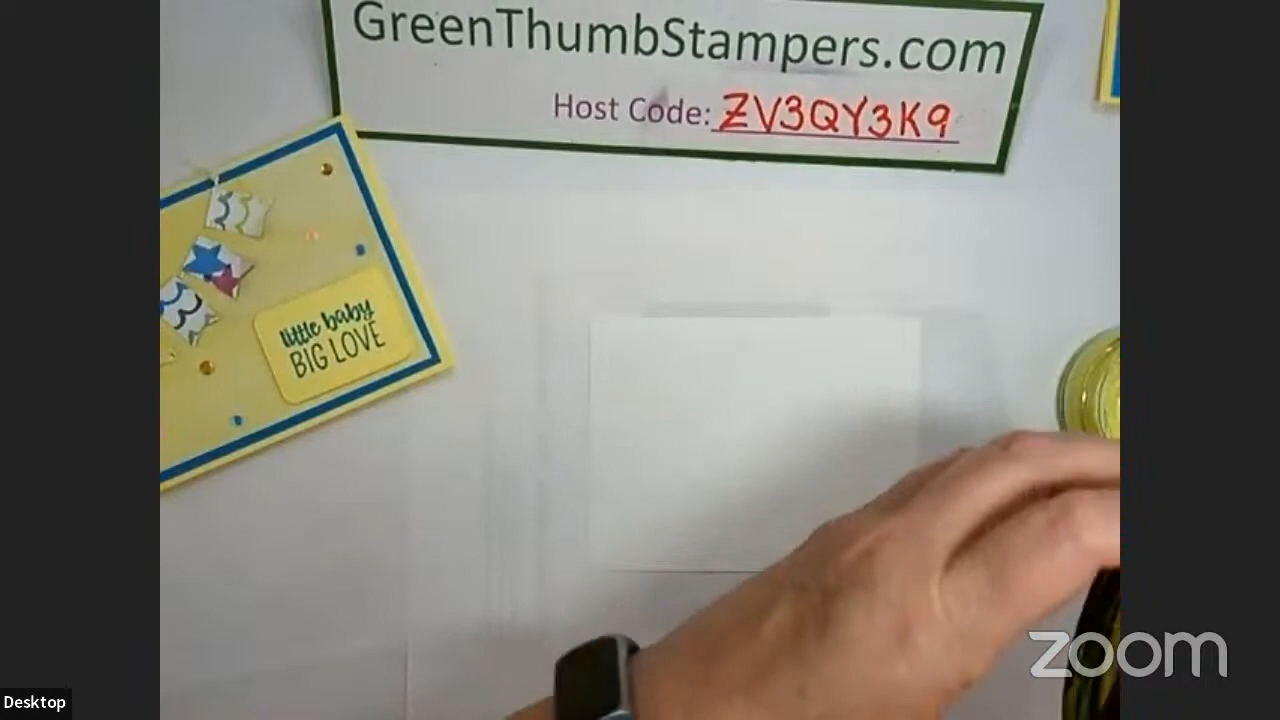 GreenThumbStampers.com
Host Code: ZV3QY3K9
little baby
BIG LOVE
zoom
Desktop